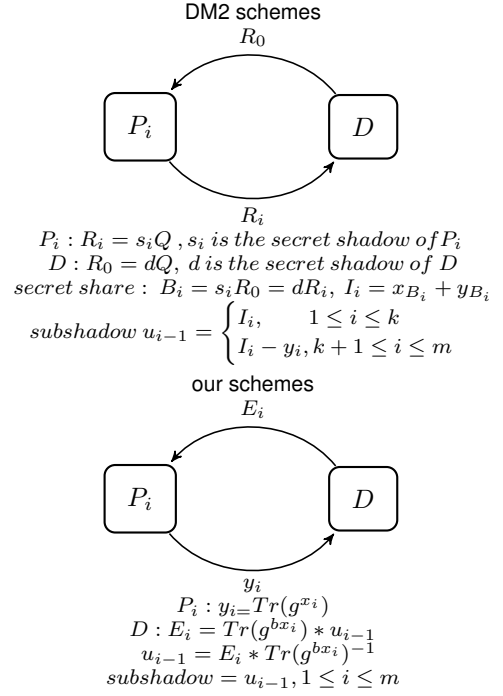 DM2 schemes
R_0
P_i
D
R_i
P_i : R_i = s_iQ , s_i is the secret shadow of P_i
D : R_0 = dQ, d is the secret shadow of D
secret share : B_i = s_iR_0 = dR_i, I_i = x_{B_i} + y_{B_i}
subshadow u_{i-1} = { I_i, 1 ≤ i ≤ k
I_i − y_i, k + 1 ≤ i ≤ m
our schemes
E_i
P_i
D
y_i
P_i : y_{i=}Tr(g^{x_i})
D : E_i = Tr(g^{bx_i}) * u_{i-1}
u_{i-1} = E_i * Tr(g^{bx_i})^{-1}
subshadow = u_{i-1}, 1 ≤ i ≤ m